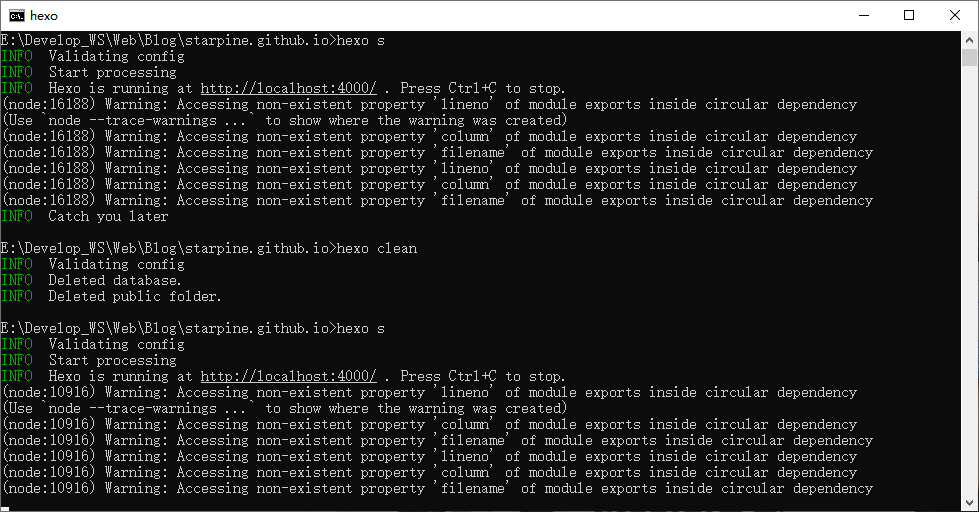 hexo
E:\Develop_WS\Web\Blog\starpine.github.io>hexo s
INFO  Validating config
INFO  Start processing
INFO  Hexo is running at http://localhost:4000/ . Press Ctrl+C to stop.
(node:16188) Warning: Accessing non-existent property 'lineno' of module exports inside circular dependency
(Use `node --trace-warnings ...` to show where the warning was created)
(node:16188) Warning: Accessing non-existent property 'column' of module exports inside circular dependency
(node:16188) Warning: Accessing non-existent property 'filename' of module exports inside circular dependency
(node:16188) Warning: Accessing non-existent property 'lineno' of module exports inside circular dependency
(node:16188) Warning: Accessing non-existent property 'column' of module exports inside circular dependency
(node:16188) Warning: Accessing non-existent property 'filename' of module exports inside circular dependency
INFO  Catch you later
E:\Develop_WS\Web\Blog\starpine.github.io>hexo clean
INFO  Validating config
INFO  Deleted database.
INFO  Deleted public folder.
E:\Develop_WS\Web\Blog\starpine.github.io>hexo s
INFO  Validating config
INFO  Start processing
INFO  Hexo is running at http://localhost:4000/ . Press Ctrl+C to stop.
(node:10916) Warning: Accessing non-existent property 'lineno' of module exports inside circular dependency
(Use `node --trace-warnings ...` to show where the warning was created)
(node:10916) Warning: Accessing non-existent property 'column' of module exports inside circular dependency
(node:10916) Warning: Accessing non-existent property 'filename' of module exports inside circular dependency
(node:10916) Warning: Accessing non-existent property 'lineno' of module exports inside circular dependency
(node:10916) Warning: Accessing non-existent property 'column' of module exports inside circular dependency
(node:10916) Warning: Accessing non-existent property 'filename' of module exports inside circular dependency